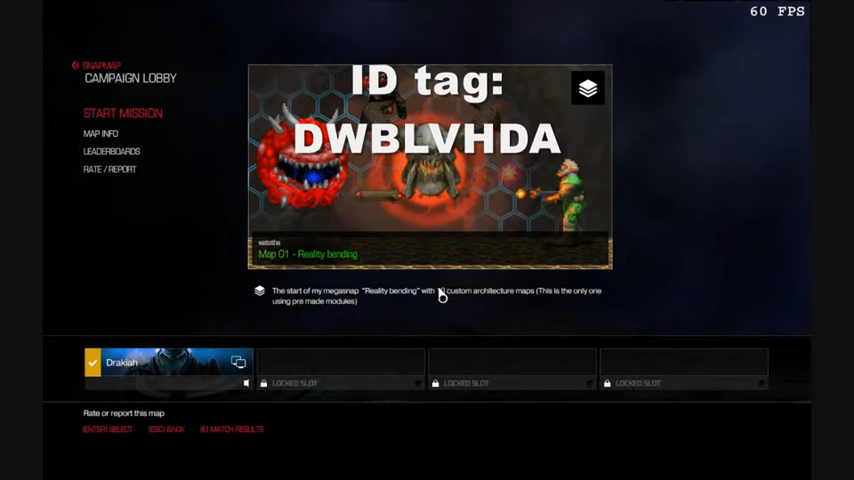 60 FPS
SNAPMAP
CAMPAIGN LOBBY
ID tag:
DWBLVHDA
START MISSION
MAP INFO
LEADERBOARDS
RATE / REPORT
Map 01 - Reality bending
The start of my megasnap "Reality bending" with custom architecture maps (This is the only one
using pre made modules)
Drakiah
LOCKED SLOT
LOCKED SLOT
LOCKED SLOT
Rate or report this map
[ENTER] SELECT [ESC] BACK [E] MATCH RESULTS